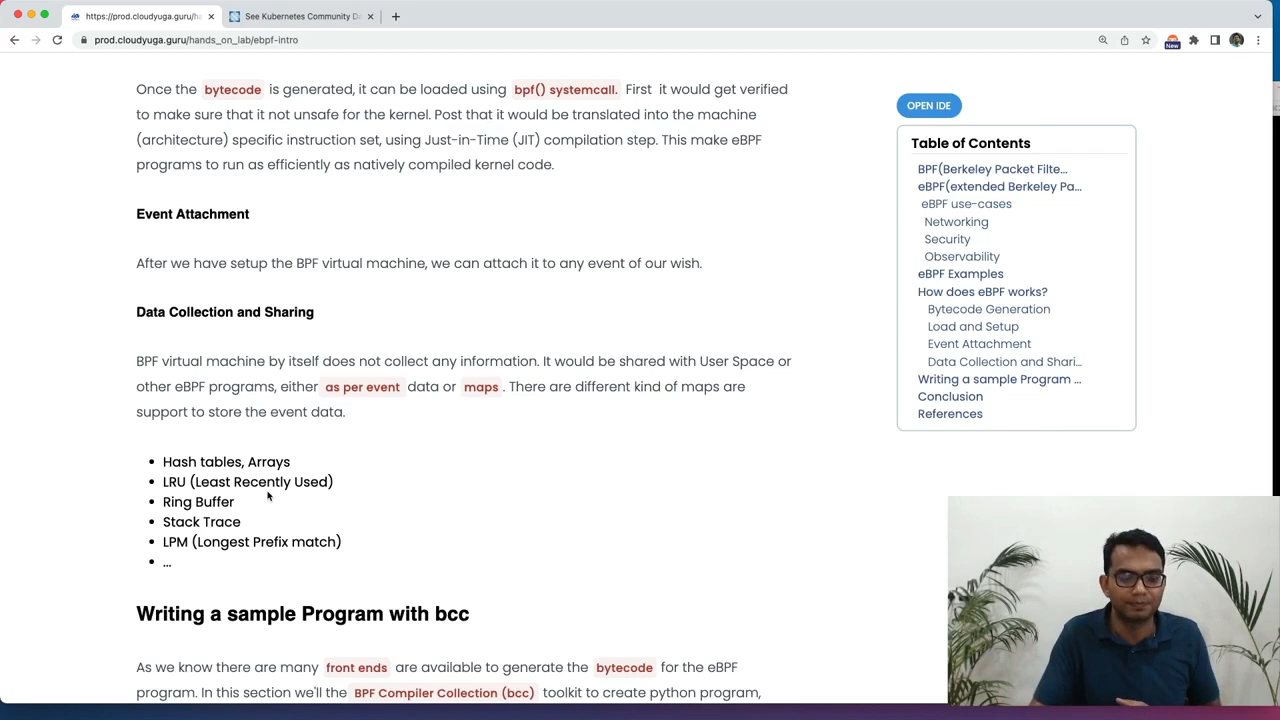 https://prod.cloudyuga.guru/ha
See Kubernetes Community Da
prod.cloudyuga.guru/hands_on_lab/ebpf-intro
New
Once the bytecode is generated, it can be loaded using bpf() systemcall. First it would get verified
to make sure that it not unsafe for the kernel. Post that it would be translated into the machine
(architecture) specific instruction set, using Just-in-Time (JIT) compilation step. This make eBPF
programs to run as efficiently as natively compiled kernel code.
Event Attachment
After we have setup the BPF virtual machine, we can attach it to any event of our wish.
Data Collection and Sharing
BPF virtual machine by itself does not collect any information. It would be shared with User Space or
other eBPF programs, either as per event data or maps. There are different kind of maps are
support to store the event data.
Hash tables, Arrays
LRU (Least Recently Used)
Ring Buffer
Stack Trace
LPM (Longest Prefix match)
...
Writing a sample Program with bcc
As we know there are many front ends are available to generate the bytecode for the eBPF
program. In this section we'll the BPF Compiler Collection (bcc) toolkit to create python program,
OPEN IDE
Table of Contents
BPF(Berkeley Packet Filte...
eBPF(extended Berkeley Pa...
eBPF use-cases
Networking
Security
Observability
eBPF Examples
How does eBPF works?
Bytecode Generation
Load and Setup
Event Attachment
Data Collection and Shari...
Writing a sample Program ...
Conclusion
References